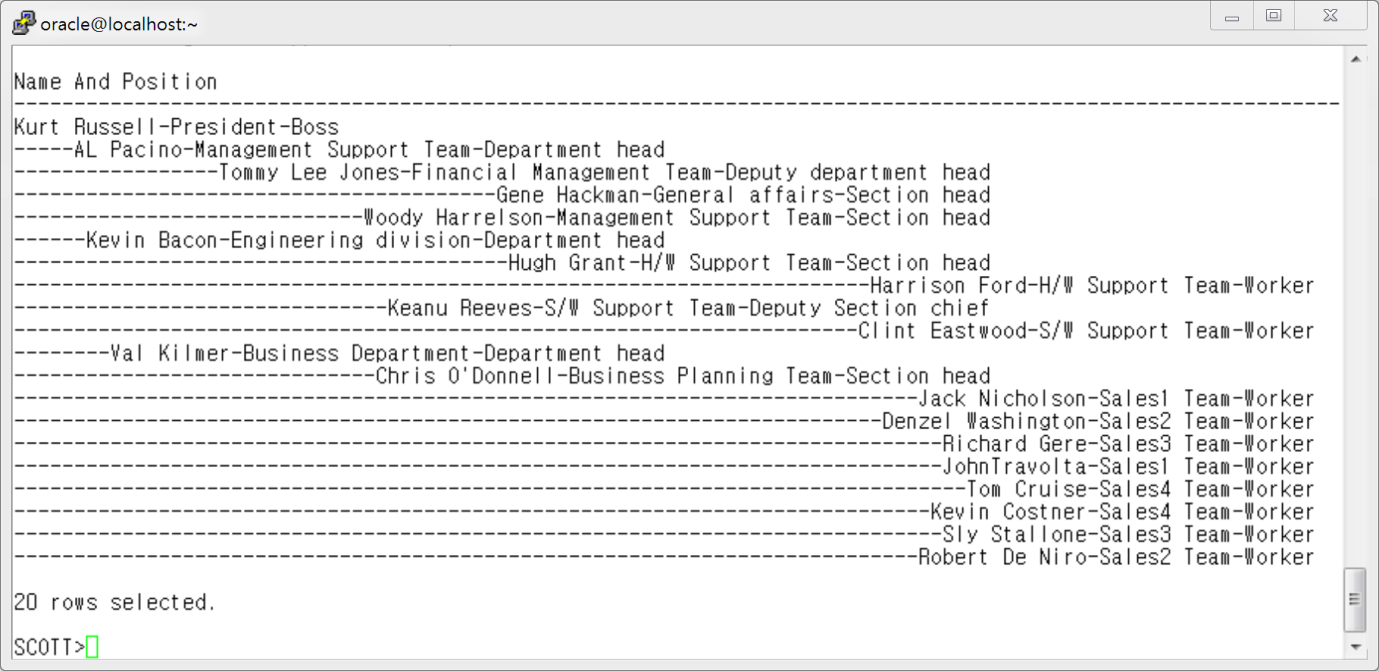 oracle@localhost:~
Name And Position
--------------------------------------------------------------------------------------------------------------
Kurt Russell-President-Boss
-----AL Pacino-Management Support Team-Department head
-----------------Tommy Lee Jones-Financial Management Team-Deputy department head
----------------------------------------Gene Hackman-General affairs-Section head
-----------------------------Woody Harrelson-Management Support Team-Section head
------Kevin Bacon-Engineering division-Department head
-----------------------------------------Hugh Grant-H/W Support Team-Section head
-----------------------------------------------------------------------Harrison Ford-H/W Support Team-Worker
-------------------------------Keanu Reeves-S/W Support Team-Deputy Section chief
----------------------------------------------------------------------Clint Eastwood-S/W Support Team-Worker
--------Val Kilmer-Business Department-Department head
------------------------------Chris O'Donnell-Business Planning Team-Section head
---------------------------------------------------------------------------Jack Nicholson-Sales1 Team-Worker
------------------------------------------------------------------------Denzel Washington-Sales2 Team-Worker
-----------------------------------------------------------------------------Richard Gere-Sales3 Team-Worker
-----------------------------------------------------------------------------JohnTravolta-Sales1 Team-Worker
-------------------------------------------------------------------------------Tom Cruise-Sales4 Team-Worker
----------------------------------------------------------------------------Kevin Costner-Sales4 Team-Worker
-----------------------------------------------------------------------------Sly Stallone-Sales3 Team-Worker
---------------------------------------------------------------------------Robert De Niro-Sales2 Team-Worker
20 rows selected.
SCOTT>